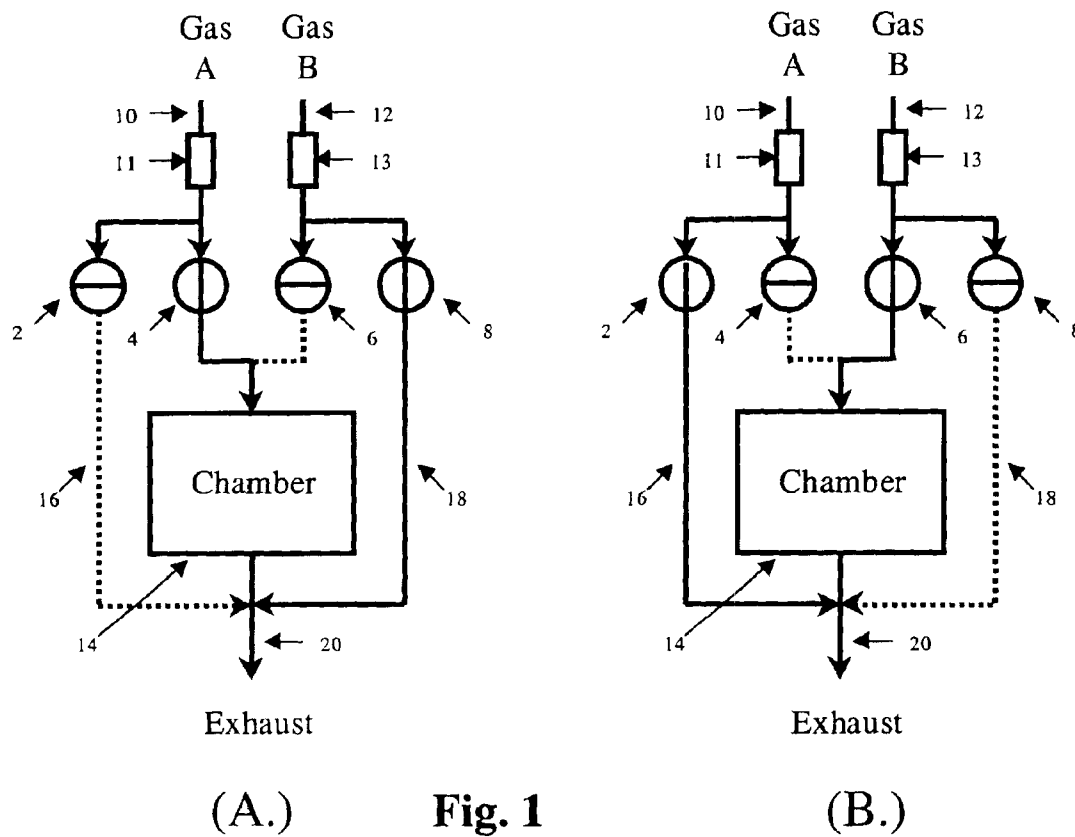 Gas Gas
A B
10 12
11 13
2 4 6 8
Chamber
16 18
14 20
Exhaust
(A.)
Gas Gas
A B
10 12
11 13
2 4 6 8
Chamber
16 18
14 20
Exhaust
(B.)
Fig. 1